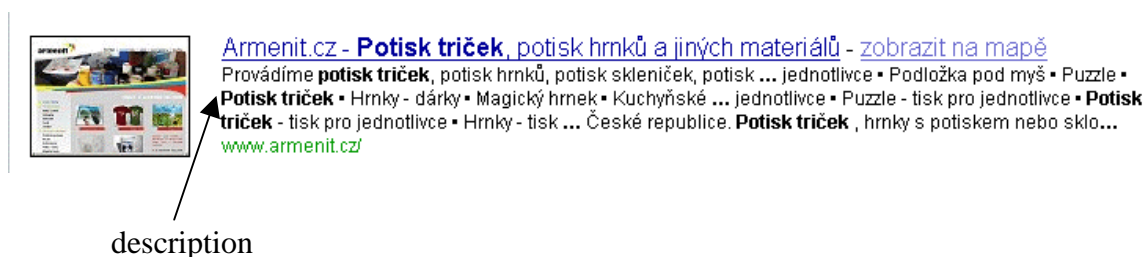 Armenit.cz - Potisk triček, potisk hrnků a jiných materiálů - zobrazit na mapě
Provádíme potisk triček, potisk hrnků, potisk skleniček, potisk ... jednotlivce ▪ Podložka pod myš ▪ Puzzle ▪
Potisk triček ▪ Hrnky - dárky ▪ Magický hrnek ▪ Kuchyňské ... jednotlivce ▪ Puzzle - tisk pro jednotlivce ▪ Potisk
triček - tisk pro jednotlivce ▪ Hrnky - tisk ... České republice. Potisk triček , hrnky s potiskem nebo sklo...
www.armenit.cz/
description